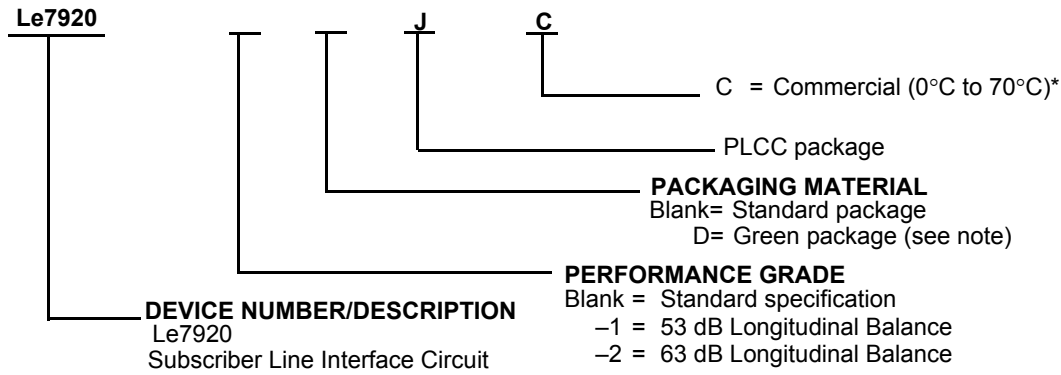 Le7920
J
C
C = Commercial (0°C to 70°C)*
PLCC package
PACKAGING MATERIAL
Blank= Standard package
D= Green package (see note)
PERFORMANCE GRADE
Blank = Standard specification
–1 = 53 dB Longitudinal Balance
–2 = 63 dB Longitudinal Balance
DEVICE NUMBER/DESCRIPTION
Le7920
Subscriber Line Interface Circuit